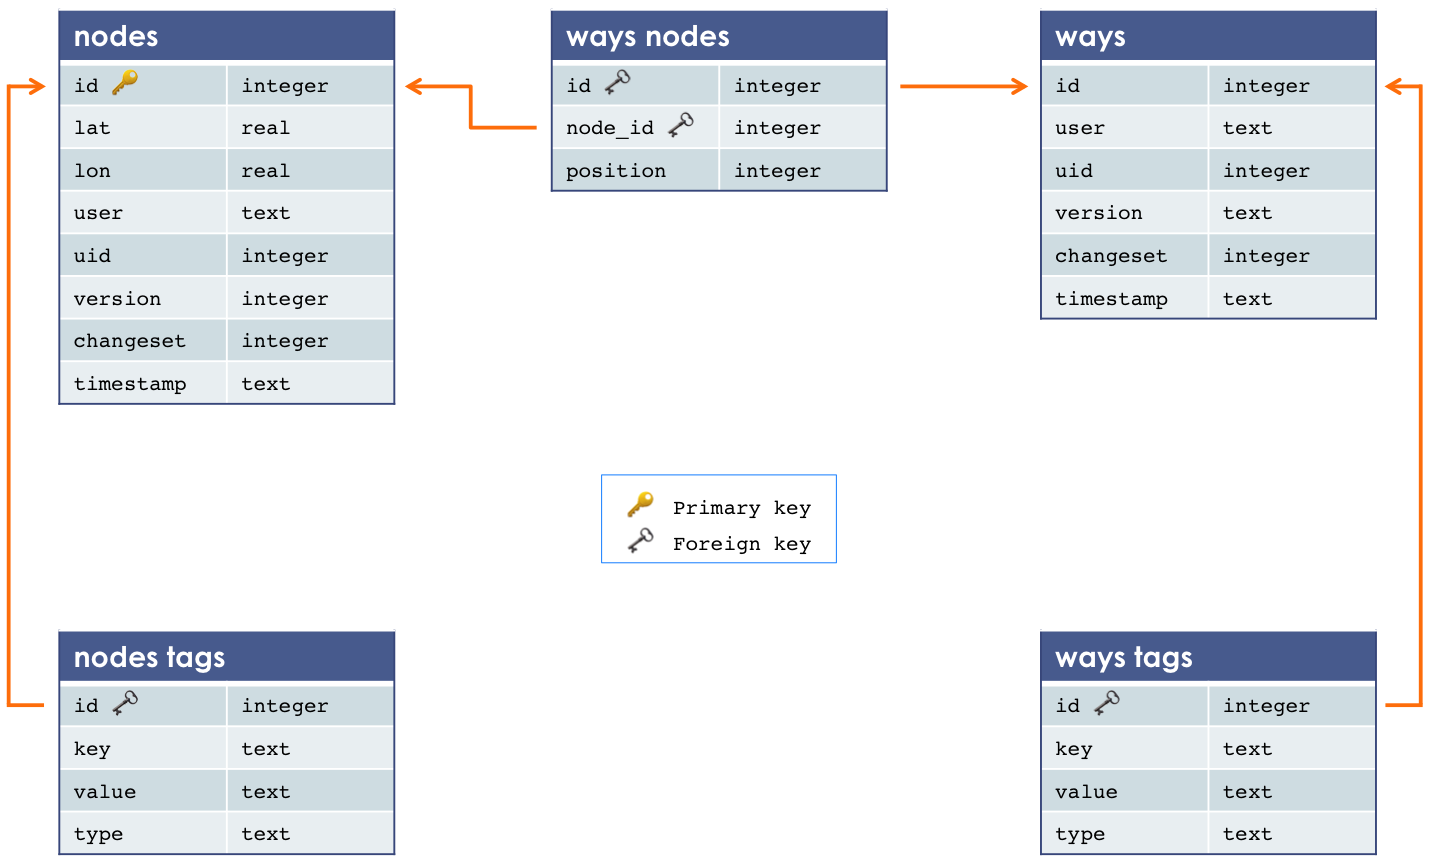 nodes
id integer
lat real
lon real
user text
uid integer
version integer
changeset integer
timestamp text
ways nodes
id integer
node_id integer
position integer
ways
id integer
user text
uid integer
version text
changeset integer
timestamp text
Primary key
Foreign key
nodes tags
id integer
key text
value text
type text
ways tags
id integer
key text
value text
type text